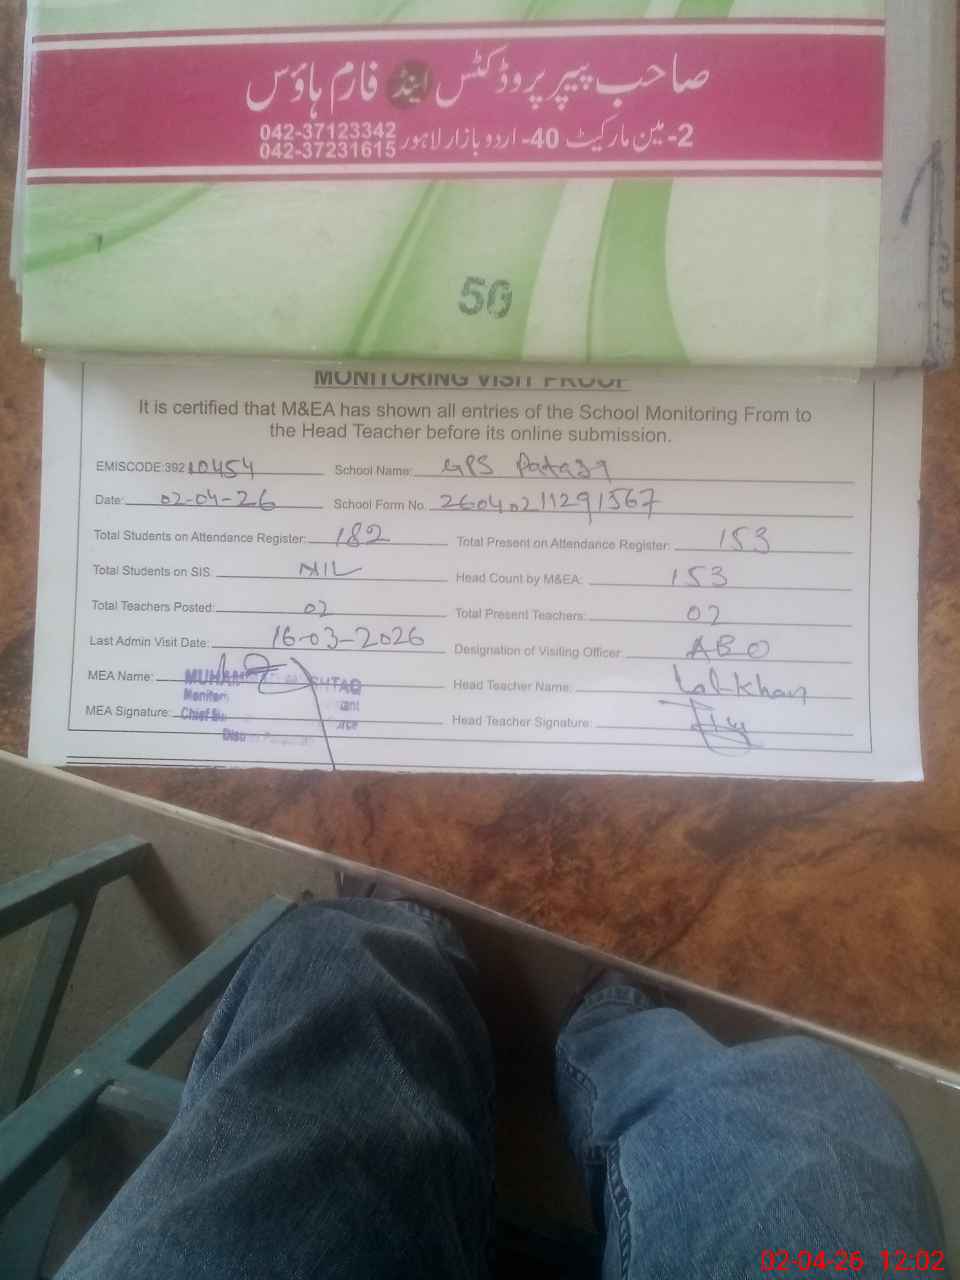 صاحب پیپر پروڈکٹس اینڈ فارم ہاؤس
2- مین مارکیٹ 40- اردو بازار لاہور 042-37123342
042-37231615
50
MONITORING VISIT PROOF
It is certified that M&EA has shown all entries of the School Monitoring From to
the Head Teacher before its online submission.
EMISCODE:392 10454 School Name: GPS
Date: 02-04-26 School Form No. 26040211291567
Total Students on Attendance Register: 182 Total Present on Attendance Register: 153
Total Students on SIS: NIL Head Count by M&EA: 153
Total Teachers Posted: 02 Total Present Teachers: 02
Last Admin Visit Date: 16-03-2026 Designation of Visiting Officer: AEO
MEA Name: Head Teacher Name: Lal Khan
MEA Signature: Head Teacher Signature:
02-04-26 12:02